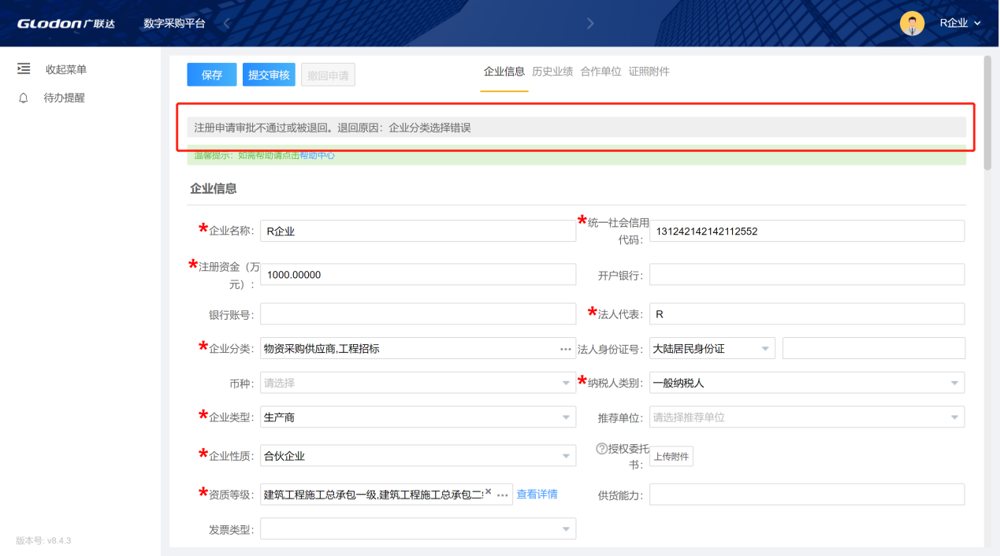 GLodon广联达 数字采购平台 R企业
收起菜单
待办提醒
保存 提交审核 撤回申请
企业信息 历史业绩 合作单位 证照附件
注册申请审批不通过或被退回。退回原因：企业分类选择错误
温馨提示：如需帮助请点击帮助中心
企业信息
*企业名称： R企业
*统一社会信用
代码： 131242142142112552
*注册资金（万
元）： 1000.00000
开户银行：
银行账号：
*法人代表： R
*企业分类： 物资采购供应商,工程招标 ...
法人身份证号： 大陆居民身份证
币种： 请选择
*纳税人类别： 一般纳税人
*企业类型： 生产商
推荐单位： 请选择推荐单位
*企业性质： 合伙企业
?授权委托
书： 上传附件
*资质等级： 建筑工程施工总承包一级,建筑工程施工总承包二 × ... 查看详情
供货能力：
发票类型：
版本号: v8.4.3